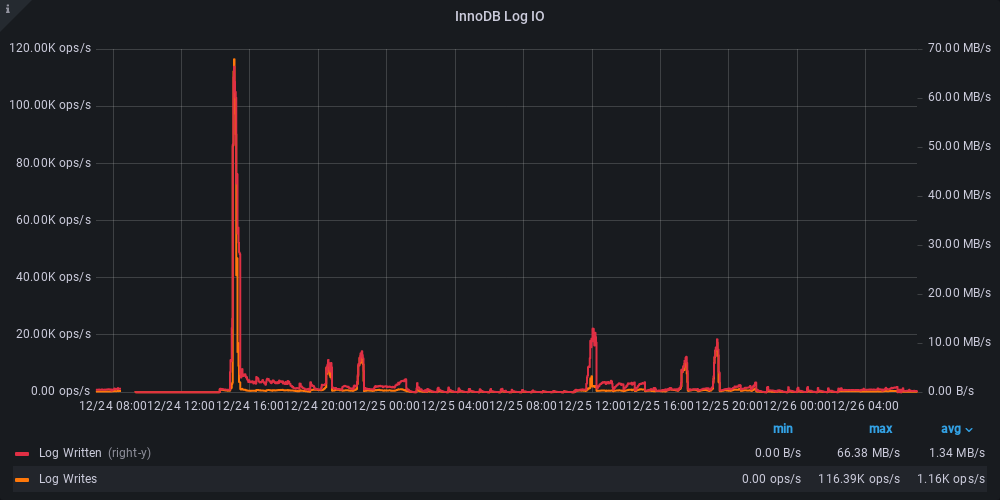 i
InnoDB Log IO
120.00K ops/s
100.00K ops/s
80.00K ops/s
60.00K ops/s
40.00K ops/s
20.00K ops/s
0.00 ops/s
70.00 MB/s
60.00 MB/s
50.00 MB/s
40.00 MB/s
30.00 MB/s
20.00 MB/s
10.00 MB/s
0.00 B/s
12/24 08:00 12/24 12:00 12/24 16:00 12/24 20:00 12/25 00:00 12/25 04:00 12/25 08:00 12/25 12:00 12/25 16:00 12/25 20:00 12/26 00:00 12/26 04:00
min max avg
Log Written (right-y) 0.00 B/s 66.38 MB/s 1.34 MB/s
Log Writes 0.00 ops/s 116.39K ops/s 1.16K ops/s